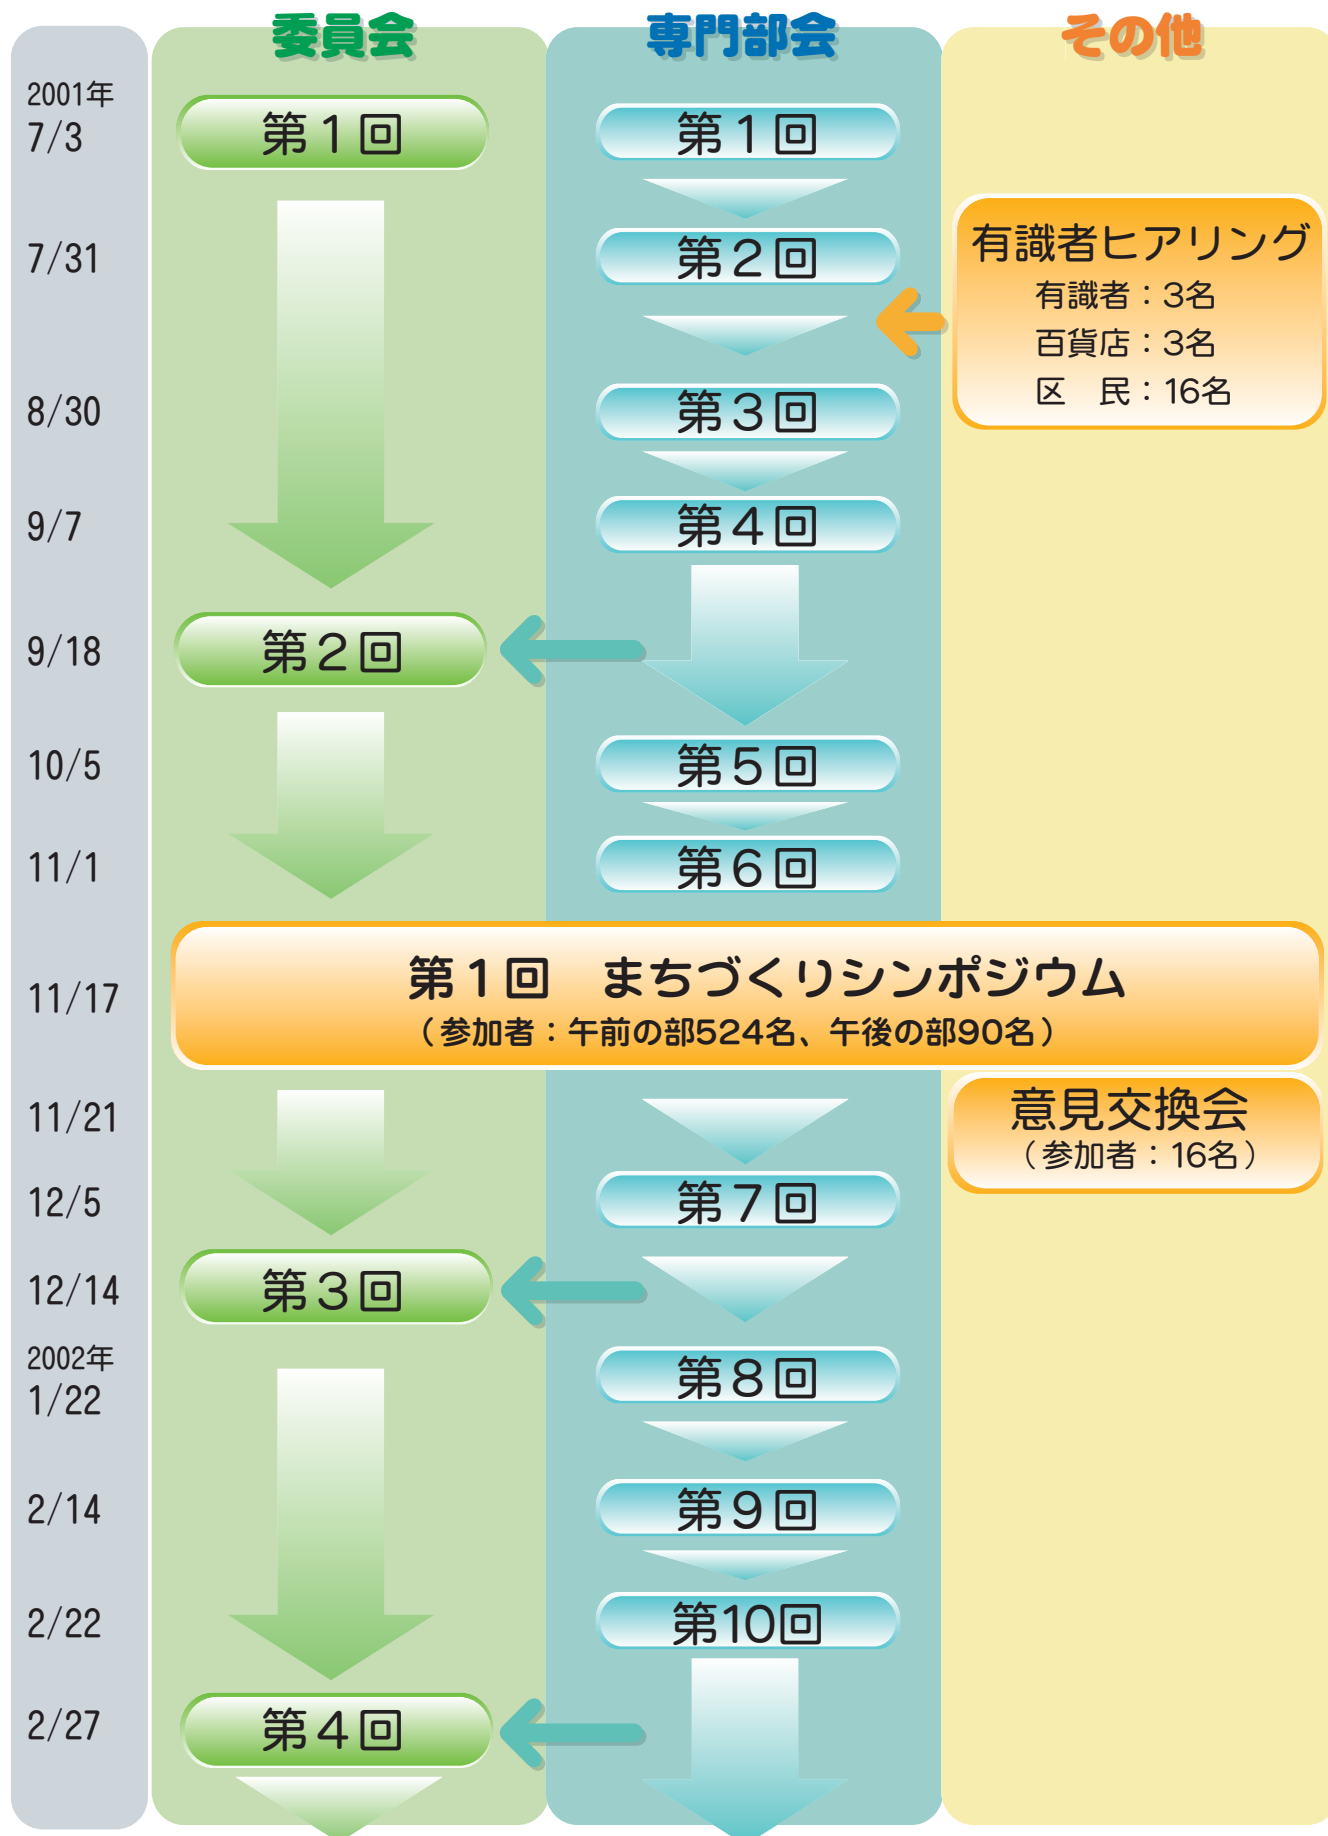 委員会 専門部会 その他
2001年
7/3 第1回 第1回
7/31 第2回
有識者ヒアリング
有識者：3名
百貨店：3名
区　民：16名
8/30 第3回
9/7 第4回
9/18 第2回
10/5 第5回
11/1 第6回
11/17 第1回　まちづくりシンポジウム
（参加者：午前の部524名、午後の部90名）
11/21 意見交換会
（参加者：16名）
12/5 第7回
12/14 第3回
2002年
1/22 第8回
2/14 第9回
2/22 第10回
2/27 第4回